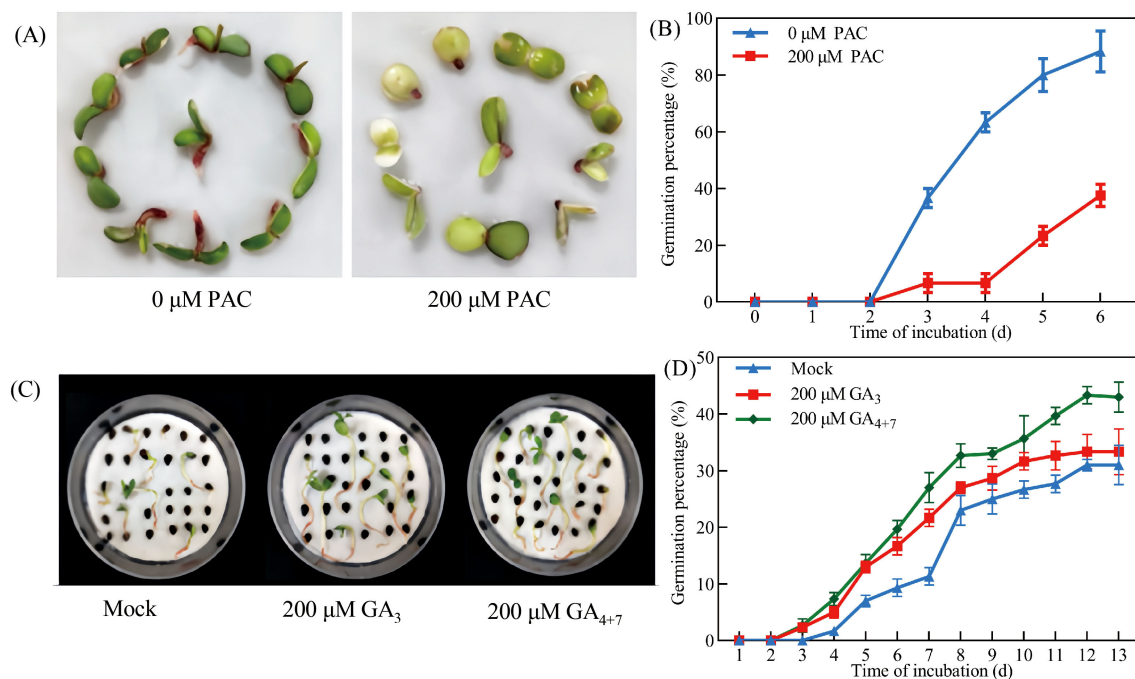 (A)
0 μM PAC
200 μM PAC
(B)
Germination percentage (%)
100
80
60
40
20
0
0 μM PAC
200 μM PAC
0 1 2 3 4 5 6
Time of incubation (d)
(C)
Mock
200 μM GA₃
200 μM GA₄₊₇
(D)
Germination percentage (%)
50
40
30
20
10
0
Mock
200 μM GA₃
200 μM GA₄₊₇
1 2 3 4 5 6 7 8 9 10 11 12 13
Time of incubation (d)